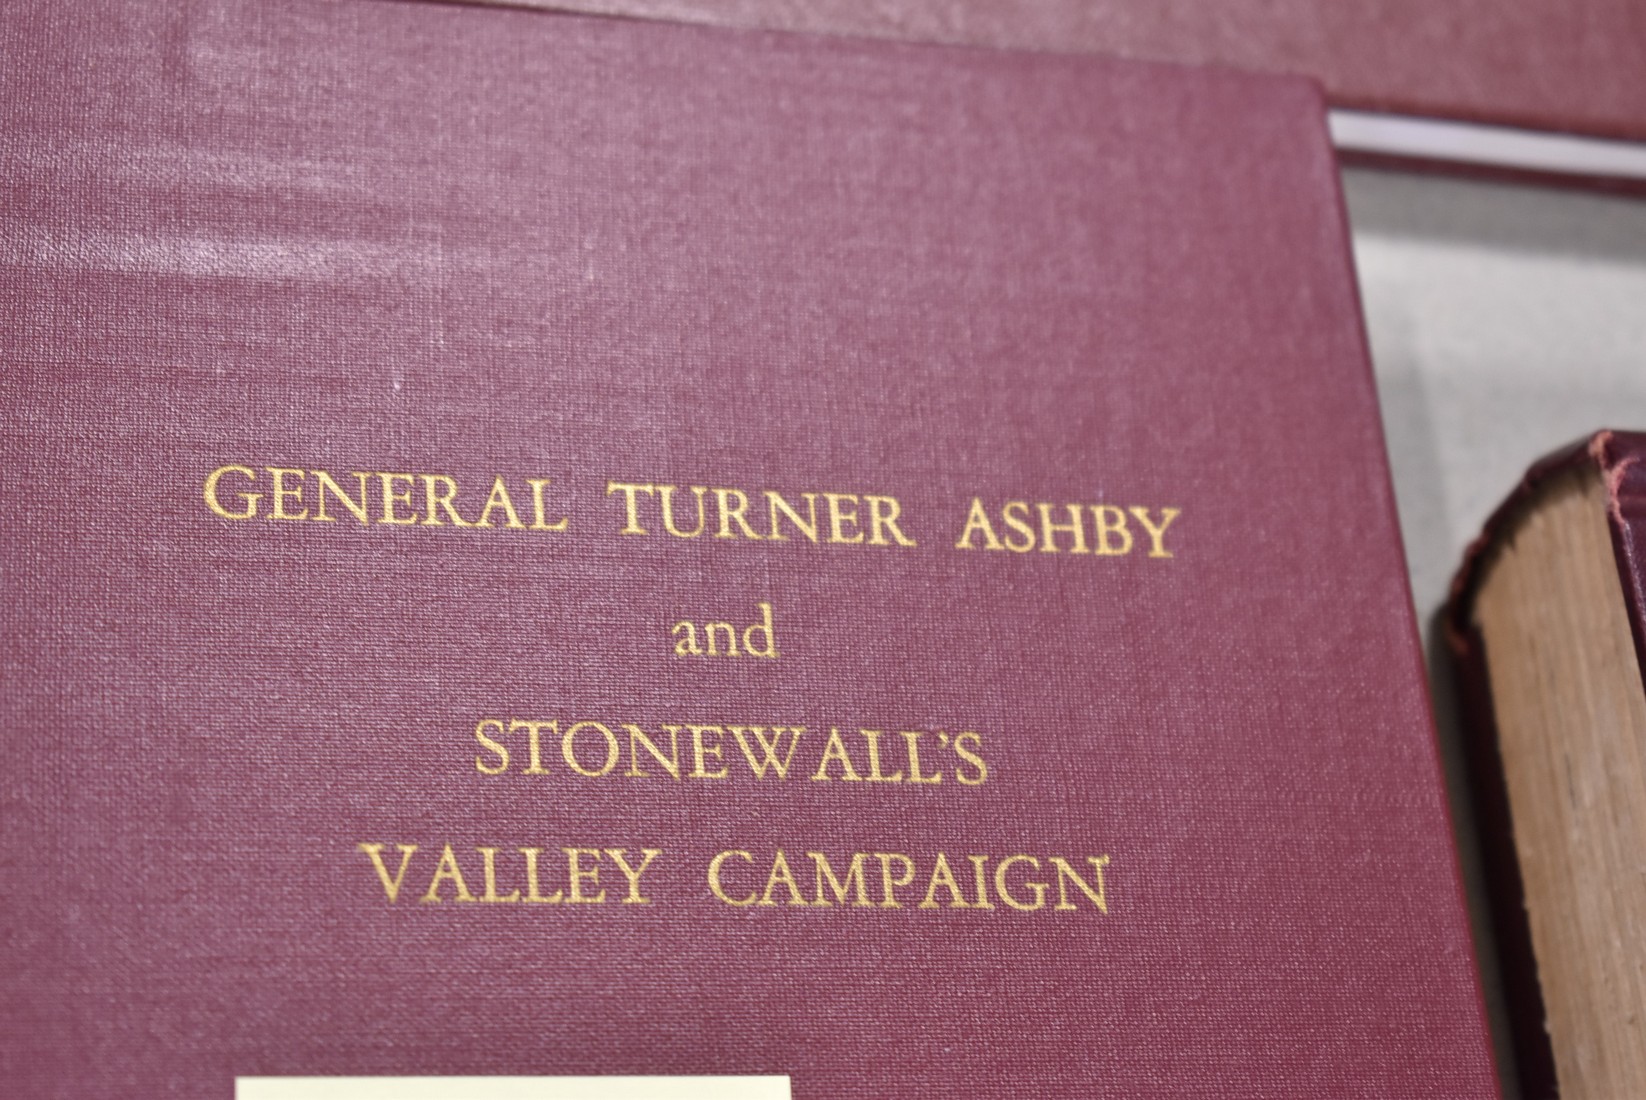 GENERAL TURNER ASHBY
and
STONEWALL'S
VALLEY CAMPAIGN